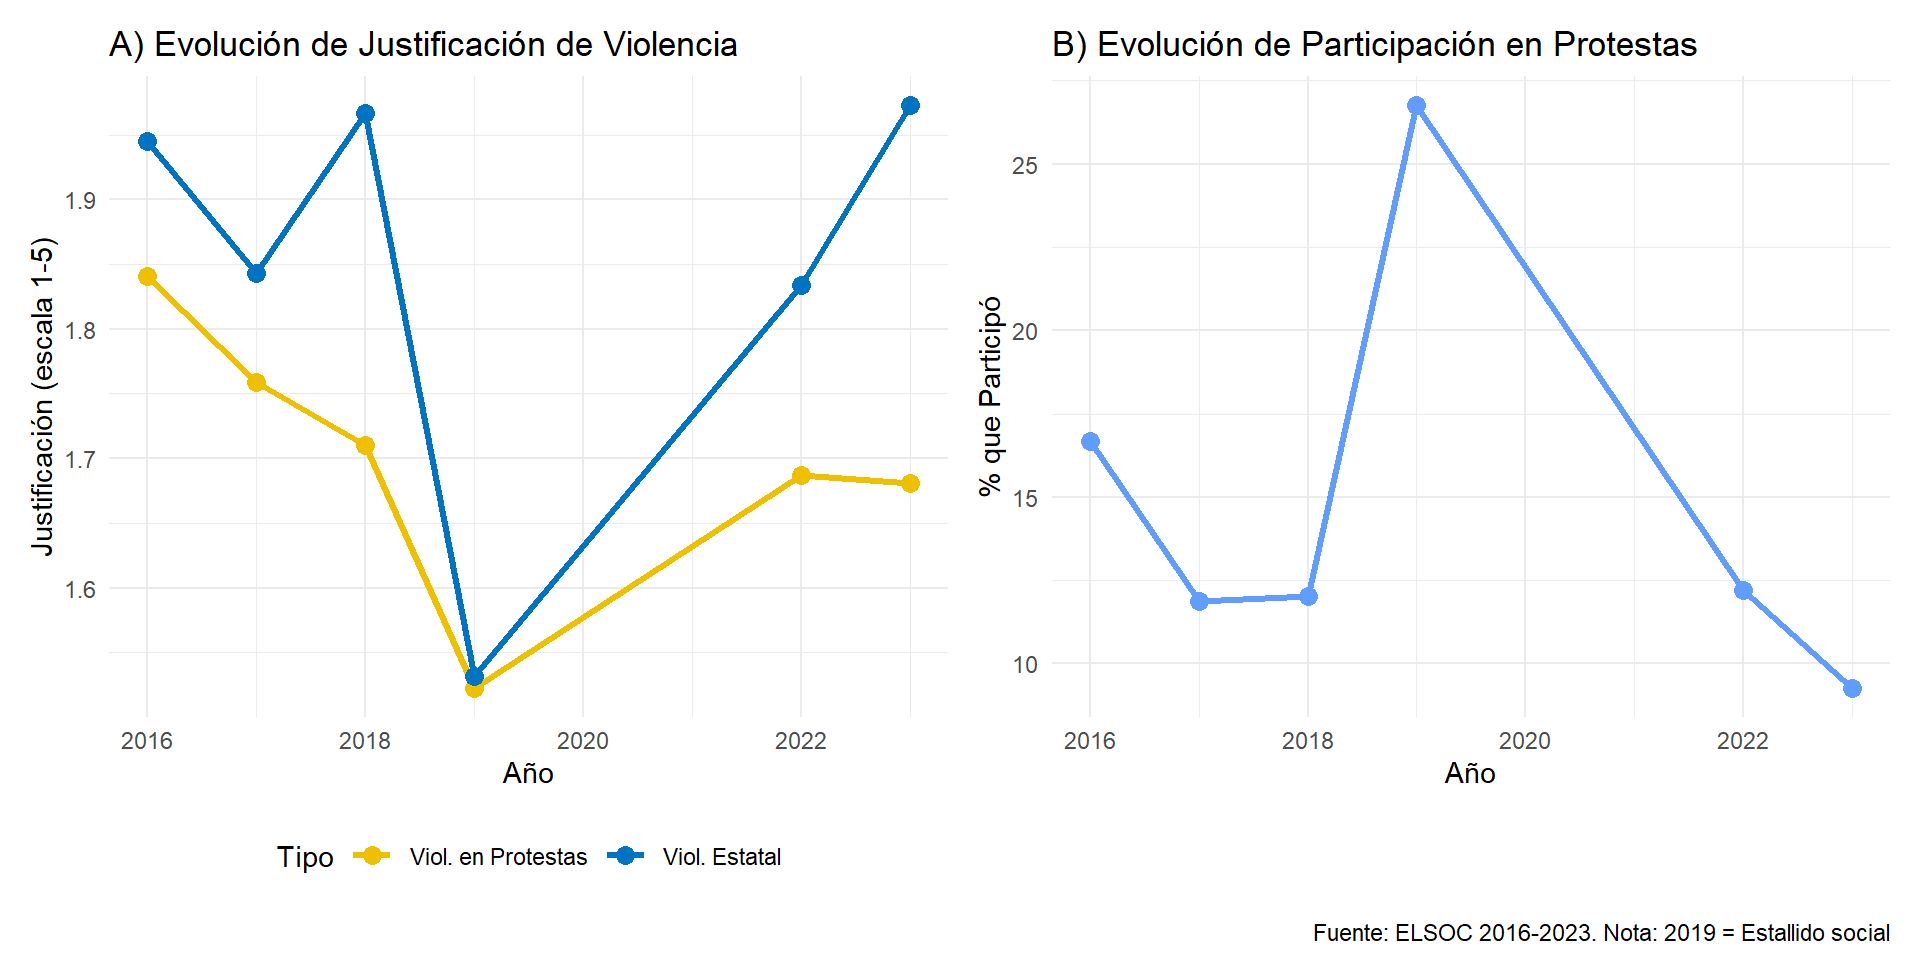 A) Evolución de Justificación de Violencia
Justificación (escala 1-5)
1.9
1.8
1.7
1.6
2016
2018
2020
2022
Año
Tipo
Viol. en Protestas
Viol. Estatal
B) Evolución de Participación en Protestas
% que Participó
25
20
15
10
2016
2018
2020
2022
Año
Fuente: ELSOC 2016-2023. Nota: 2019 = Estallido social